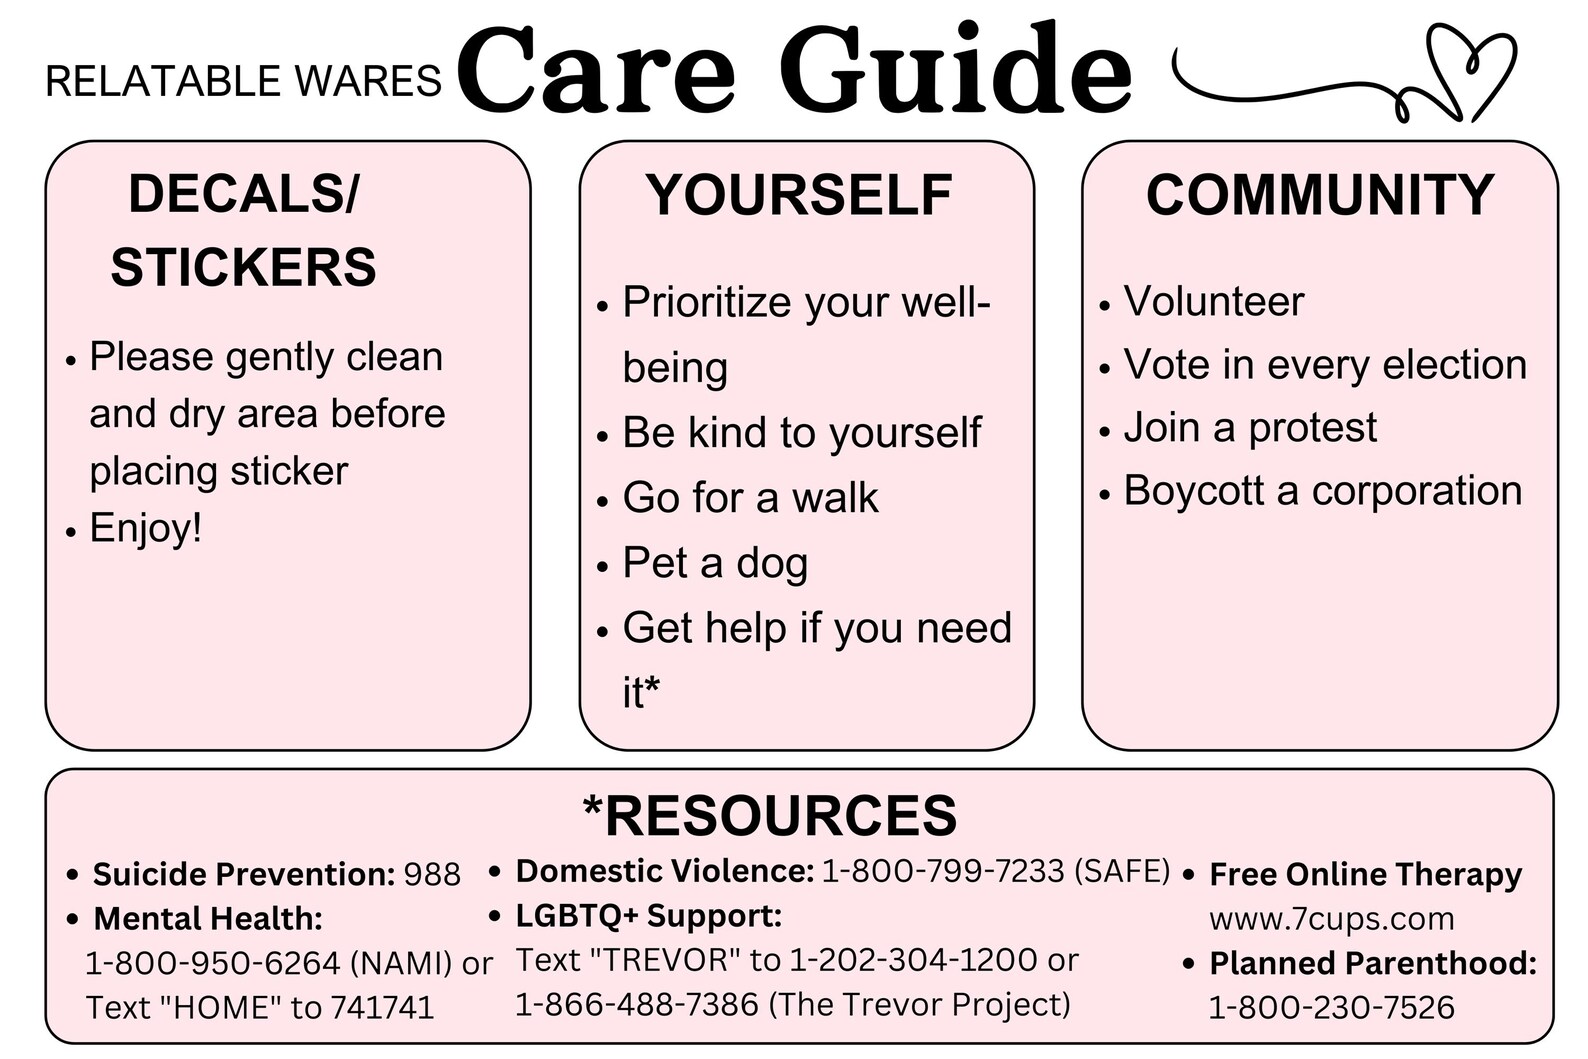 RELATABLE WARES Care Guide
DECALS/
STICKERS
• Please gently clean
and dry area before
placing sticker
• Enjoy!
YOURSELF
• Prioritize your well-
being
• Be kind to yourself
• Go for a walk
• Pet a dog
• Get help if you need
it*
COMMUNITY
• Volunteer
• Vote in every election
• Join a protest
• Boycott a corporation
*RESOURCES
• Suicide Prevention: 988
• Mental Health:
1-800-950-6264 (NAMI) or
Text "HOME" to 741741
• Domestic Violence: 1-800-799-7233 (SAFE)
• LGBTQ+ Support:
Text "TREVOR" to 1-202-304-1200 or
1-866-488-7386 (The Trevor Project)
• Free Online Therapy
www.7cups.com
• Planned Parenthood:
1-800-230-7526